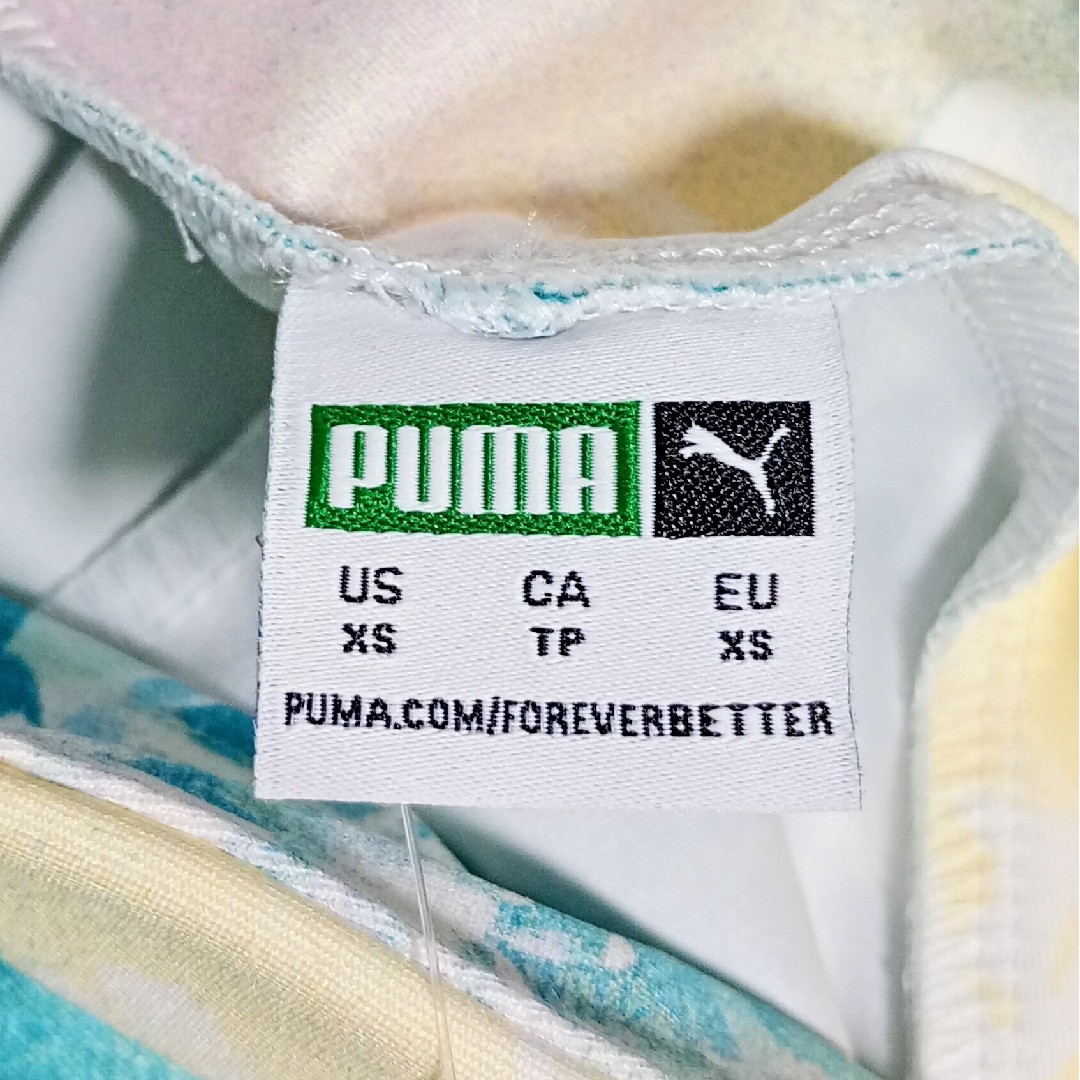 PUMA
US CA EU
XS TP XS
PUMA.COM/FOREVERBETTER